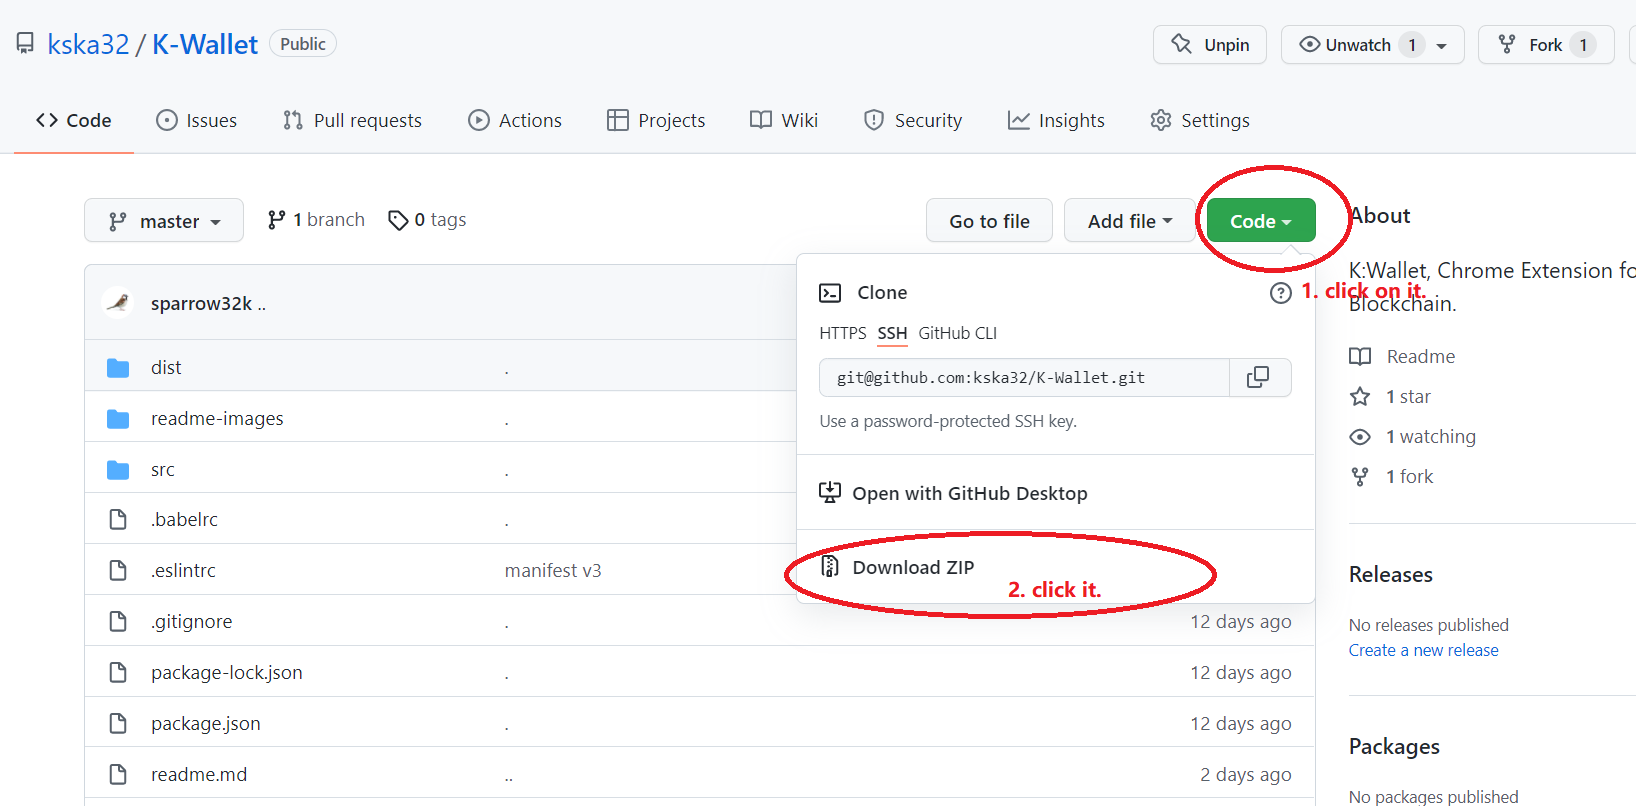 kska32 / K-Wallet Public
Unpin Unwatch 1 Fork 1
Code Issues Pull requests Actions Projects Wiki Security Insights Settings
master 1 branch 0 tags Go to file Add file Code
sparrow32k ..
dist .
readme-images .
src .
.babelrc .
.eslintrc manifest v3
.gitignore . 12 days ago
package-lock.json . 12 days ago
package.json . 12 days ago
readme.md .. 2 days ago
Clone
HTTPS SSH GitHub CLI
git@github.com:kska32/K-Wallet.git
Use a password-protected SSH key.
Open with GitHub Desktop
Download ZIP
2. click it.
1. click on it.
About
K:Wallet, Chrome Extension fo
Blockchain.
Readme
1 star
1 watching
1 fork
Releases
No releases published
Create a new release
Packages
No packages published